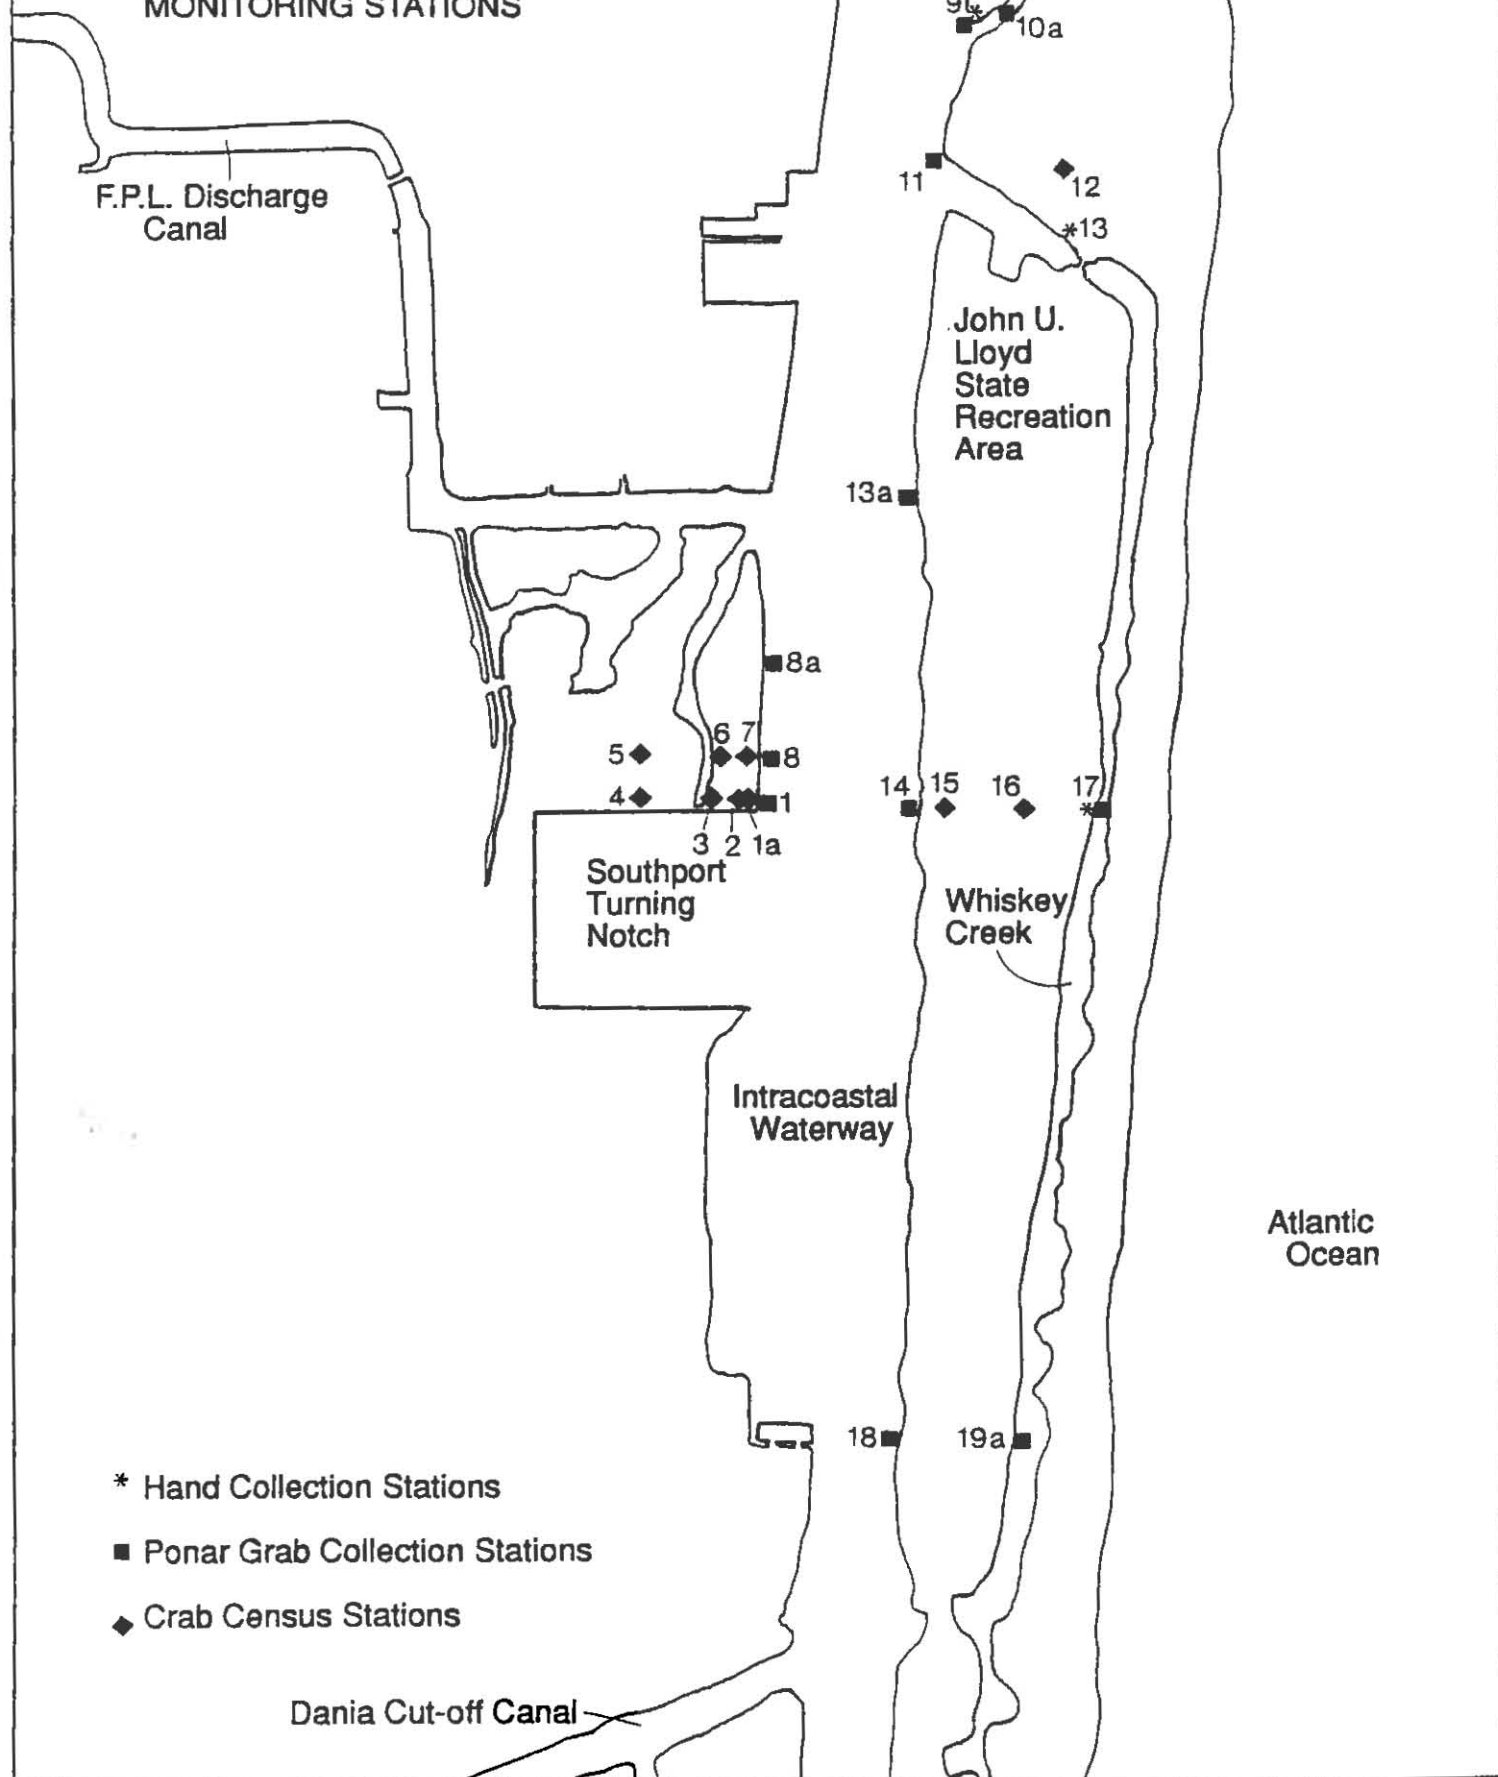 MONITORING STATIONS
10a
11
12
*13
F.P.L. Discharge
Canal
John U.
Lloyd
State
Recreation
Area
13a
8a
6 7
5
8
4
1
3 2 1a
14 15 16 17
*
Southport
Turning
Notch
Whiskey
Creek
Intracoastal
Waterway
Atlantic
Ocean
18
19a
* Hand Collection Stations
■ Ponar Grab Collection Stations
◆ Crab Census Stations
Dania Cut-off Canal